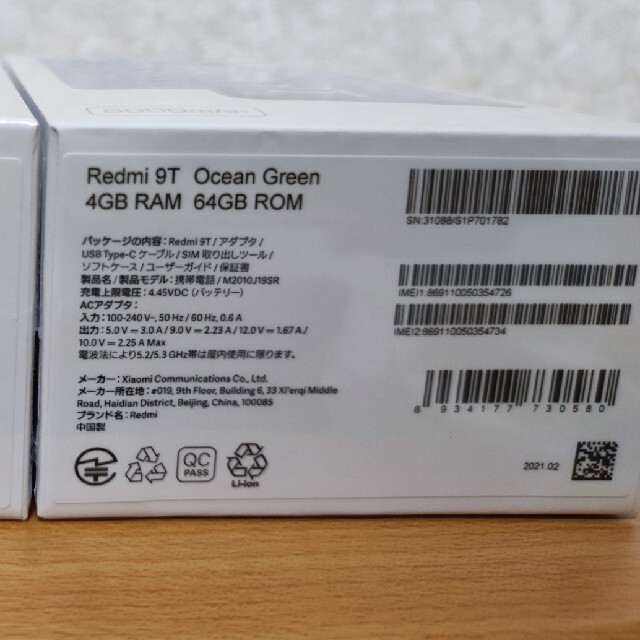 6000mAh
Redmi 9T Ocean Green
4GB RAM 64GB ROM
パッケージの内容：Redmi 9T / アダプタ /
USB Type-C ケーブル / SIM 取り出しツール /
ソフトケース / ユーザーガイド / 保証書
製品名 / 製品モデル：携帯電話 / M2010J19SR
充電上限電圧：4.45VDC (バッテリー)
ACアダプタ：
入力：100-240~, 50 Hz / 60 Hz, 0.6 A
出力：5.0 V = 3.0 A / 9.0 V = 2.23 A / 12.0 V = 1.67 A /
10.0 V = 2.25 A Max
電波法により5.2/5.3 GHz帯は屋内使用に限ります。
メーカー：Xiaomi Communications Co., Ltd.
メーカー所在地：#019, 9th Floor, Building 6, 33 Xi'erqi Middle
Road, Haidian District, Beijing, China, 100085
ブランド名：Redmi
中国製
QC
PASS
Li-ion
SN:31088/S1P701792
IMEI1:869110050354726
IMEI2:869110050354734
6 934177 730580
2021.02